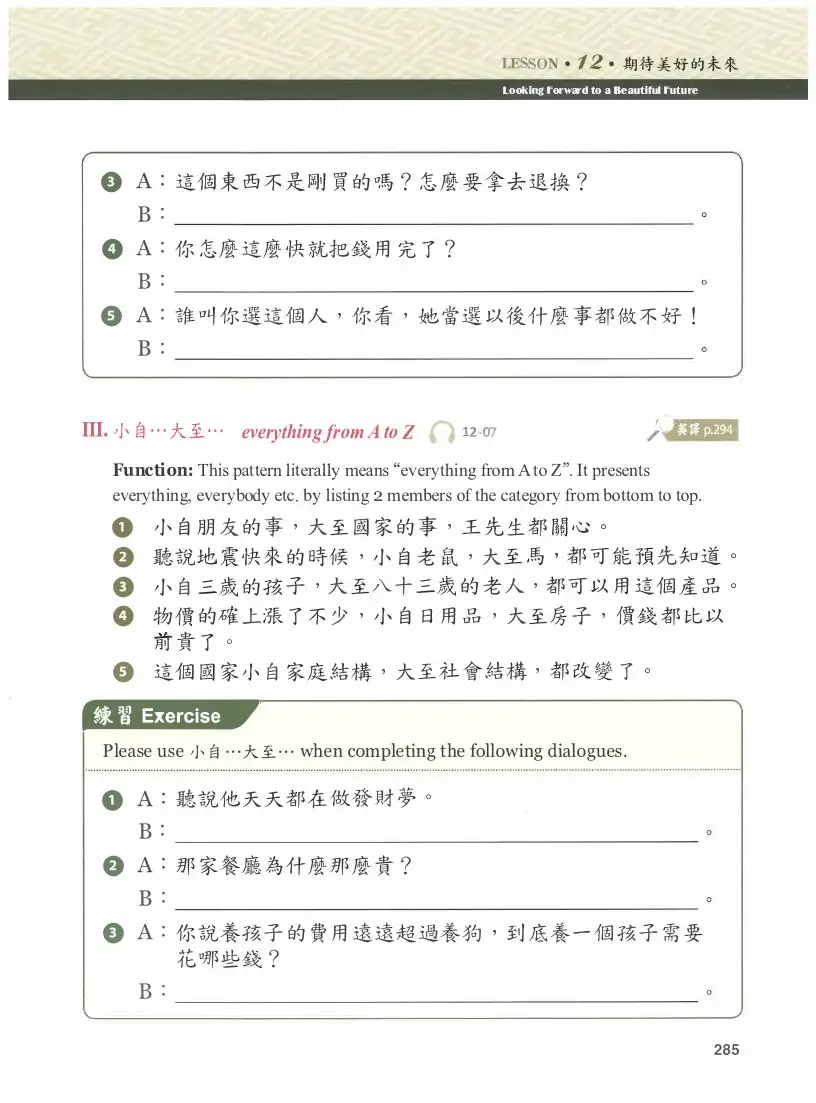 LESSON • 12 • 期待美好的未來
Looking Forward to a Beautiful Future
3 A：這個東西不是剛買的嗎？怎麼要拿去退換？
B：。
4 A：你怎麼這麼快就把錢用完了？
B：。
5 A：誰叫你選這個人，你看，她當選以後什麼事都做不好！
B：。
III. 小自…大至… everything from A to Z 12-07 英譯 p.294
Function: This pattern literally means “everything from A to Z”. It presents
everything, everybody etc. by listing 2 members of the category from bottom to top.
1 小自朋友的事，大至國家的事，王先生都關心。
2 聽說地震快來的時候，小自老鼠，大至馬，都可能預先知道。
3 小自三歲的孩子，大至八十三歲的老人，都可以用這個產品。
4 物價的確上漲了不少，小自日用品，大至房子，價錢都比以
前貴了。
5 這個國家小自家庭結構，大至社會結構，都改變了。
練習 Exercise
Please use 小自…大至… when completing the following dialogues.
1 A：聽說他天天都在做發財夢。
B：。
2 A：那家餐廳為什麼那麼貴？
B：。
3 A：你說養孩子的費用遠遠超過養狗，到底養一個孩子需要
花哪些錢？
B：。
285